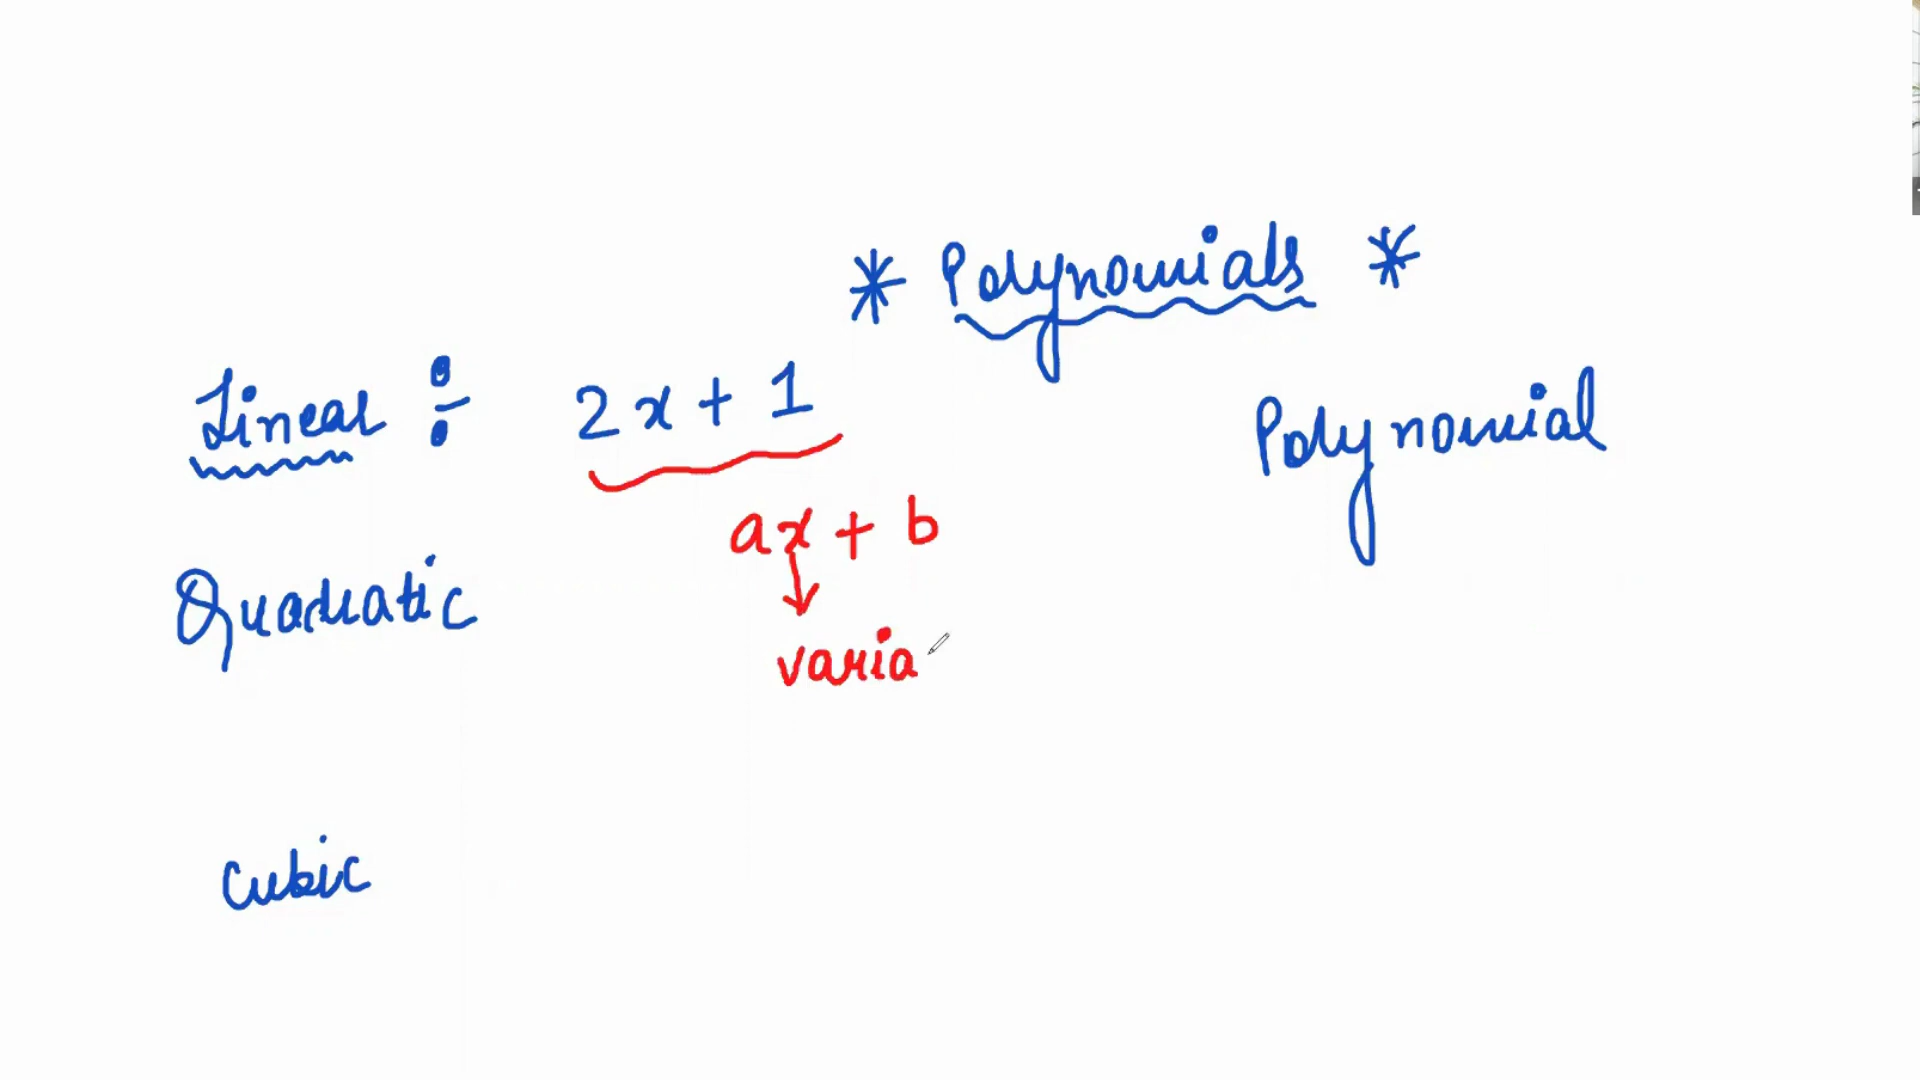 * Polynomials *
Linear :- 2x + 1
Polynomial
ax + b
Quadratic
varia
cubic